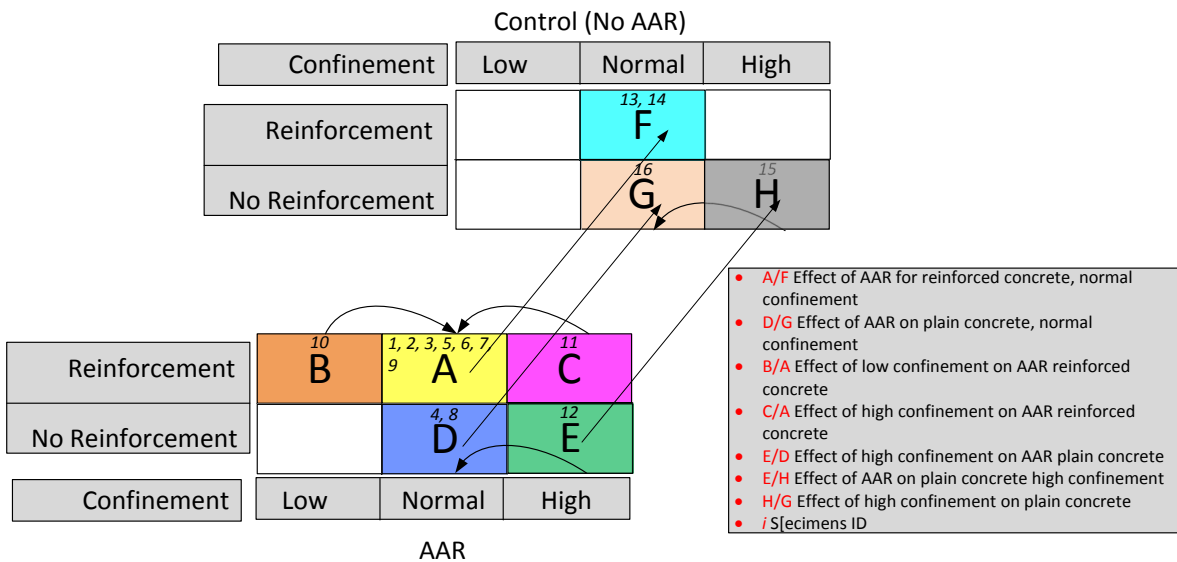 Control (No AAR)
Confinement Low Normal High
Reinforcement
13, 14
F
No Reinforcement
16
G
15
H
• A/F Effect of AAR for reinforced concrete, normal
confinement
• D/G Effect of AAR on plain concrete, normal
confinement
• B/A Effect of low confinement on AAR reinforced
concrete
• C/A Effect of high confinement on AAR reinforced
concrete
• E/D Effect of high confinement on AAR plain concrete
• E/H Effect of AAR on plain concrete high confinement
• H/G Effect of high confinement on plain concrete
• i S[ecimens ID
Reinforcement
10
B
1, 2, 3, 5, 6, 7
9
A
11
C
No Reinforcement
4, 8
D
12
E
Confinement Low Normal High
AAR